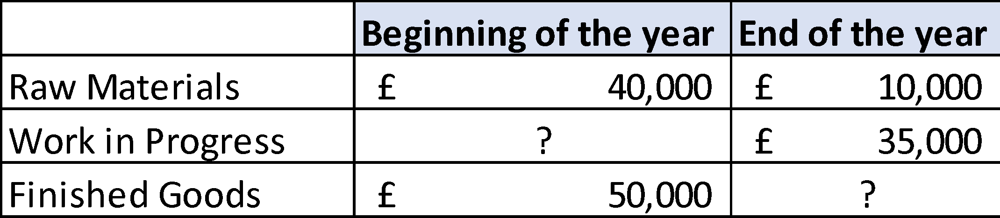 Beginning of the year End of the year
Raw Materials £ 40,000 £ 10,000
Work in Progress ? £ 35,000
Finished Goods £ 50,000 ?